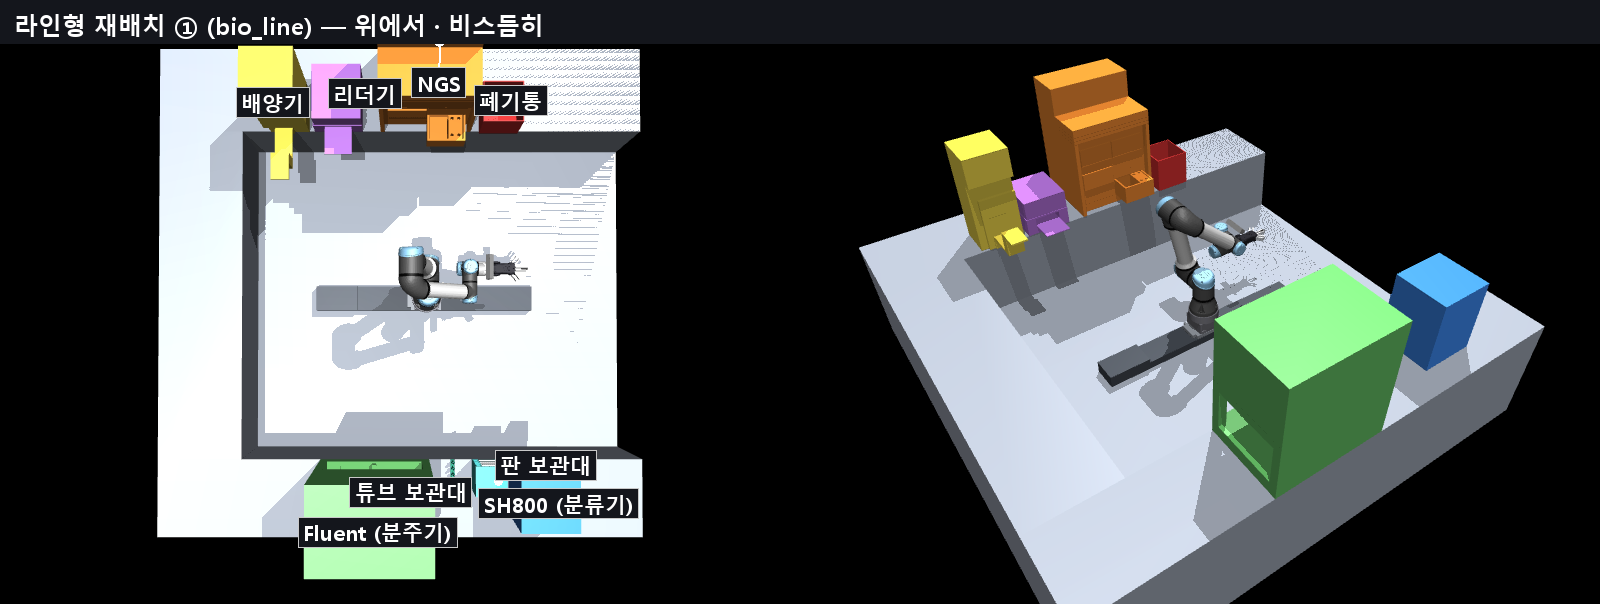 라인형 재배치 ① (bio_line) — 위에서 · 비스듬히
배양기
리더기
NGS
폐기통
판 보관대
튜브 보관대
SH800 (분류기)
Fluent (분주기)